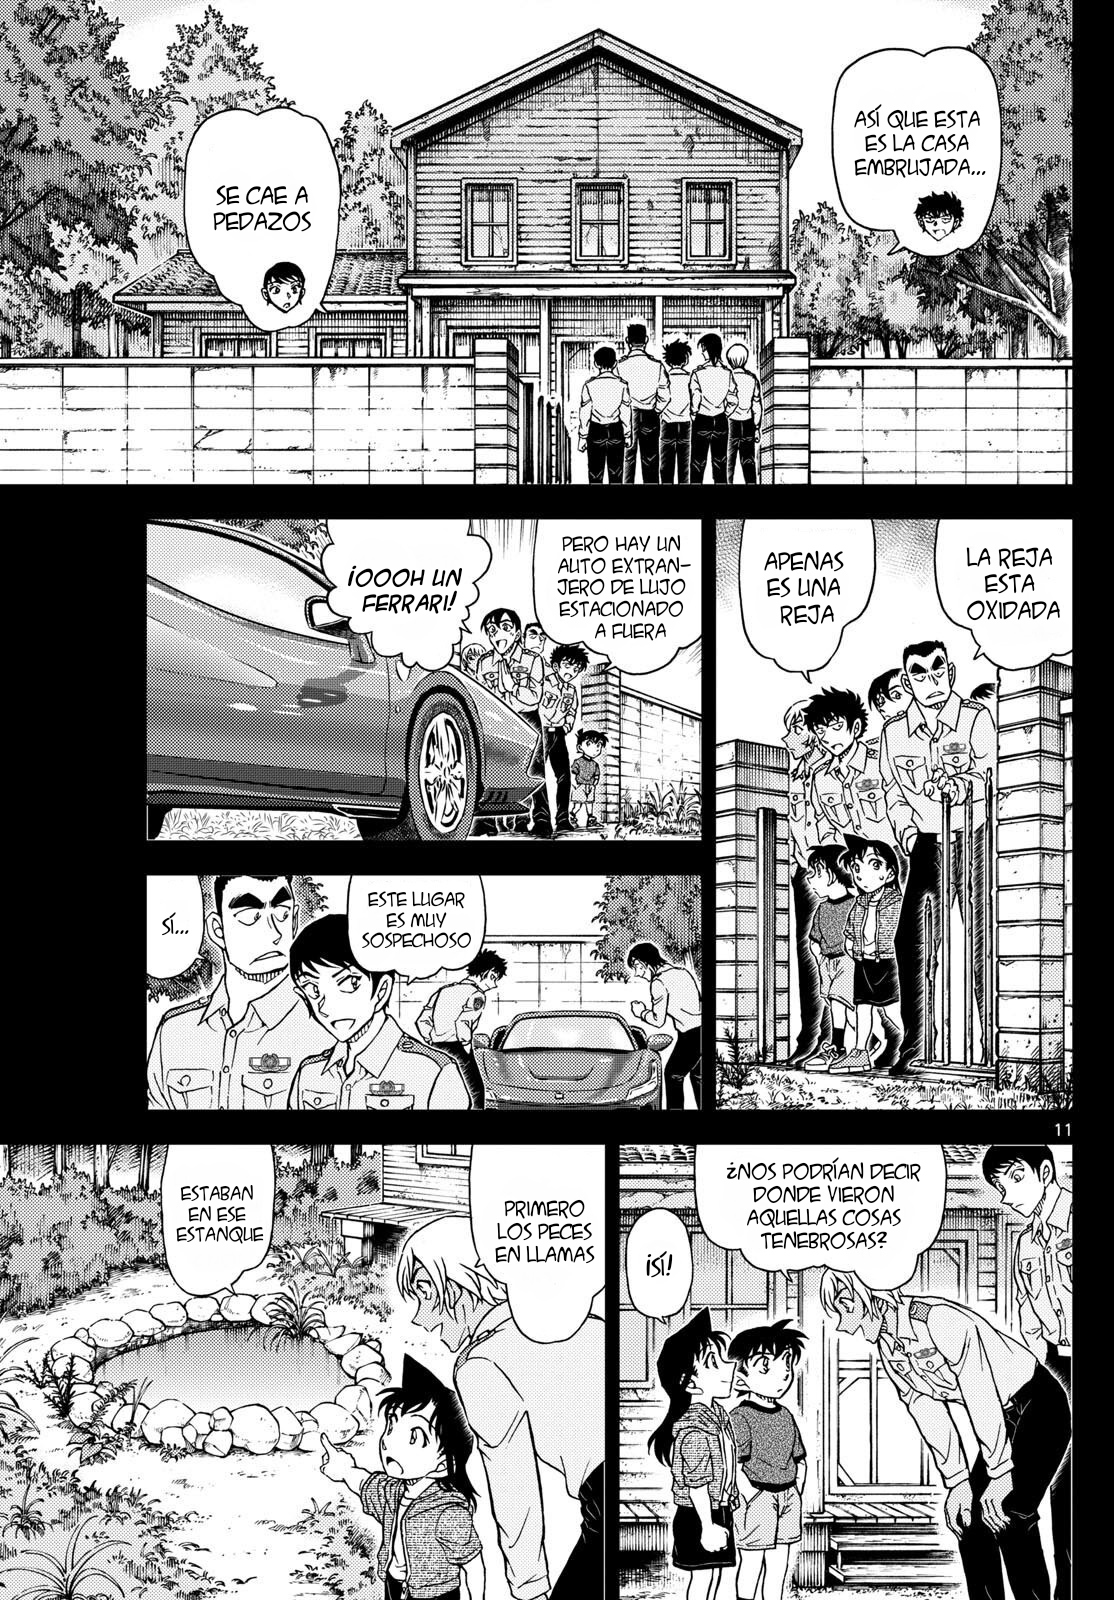 ASÍ QUE ESTA
ES LA CASA
EMBRUJADA...
SE CAE A
PEDAZOS
LA REJA
ESTA
OXIDADA
APENAS
ES UNA
REJA
PERO HAY UN
AUTO EXTRAN-
JERO DE LUJO
ESTACIONADO
A FUERA
¡OOOH UN
FERRARI!
ESTE LUGAR
ES MUY
SOSPECHOSO
SÍ...
11
¿NOS PODRÍAN DECIR
DONDE VIERON
AQUELLAS COSAS
TENEBROSAS?
¡SÍ!
PRIMERO
LOS PECES
EN LLAMAS
ESTABAN
EN ESE
ESTANQUE